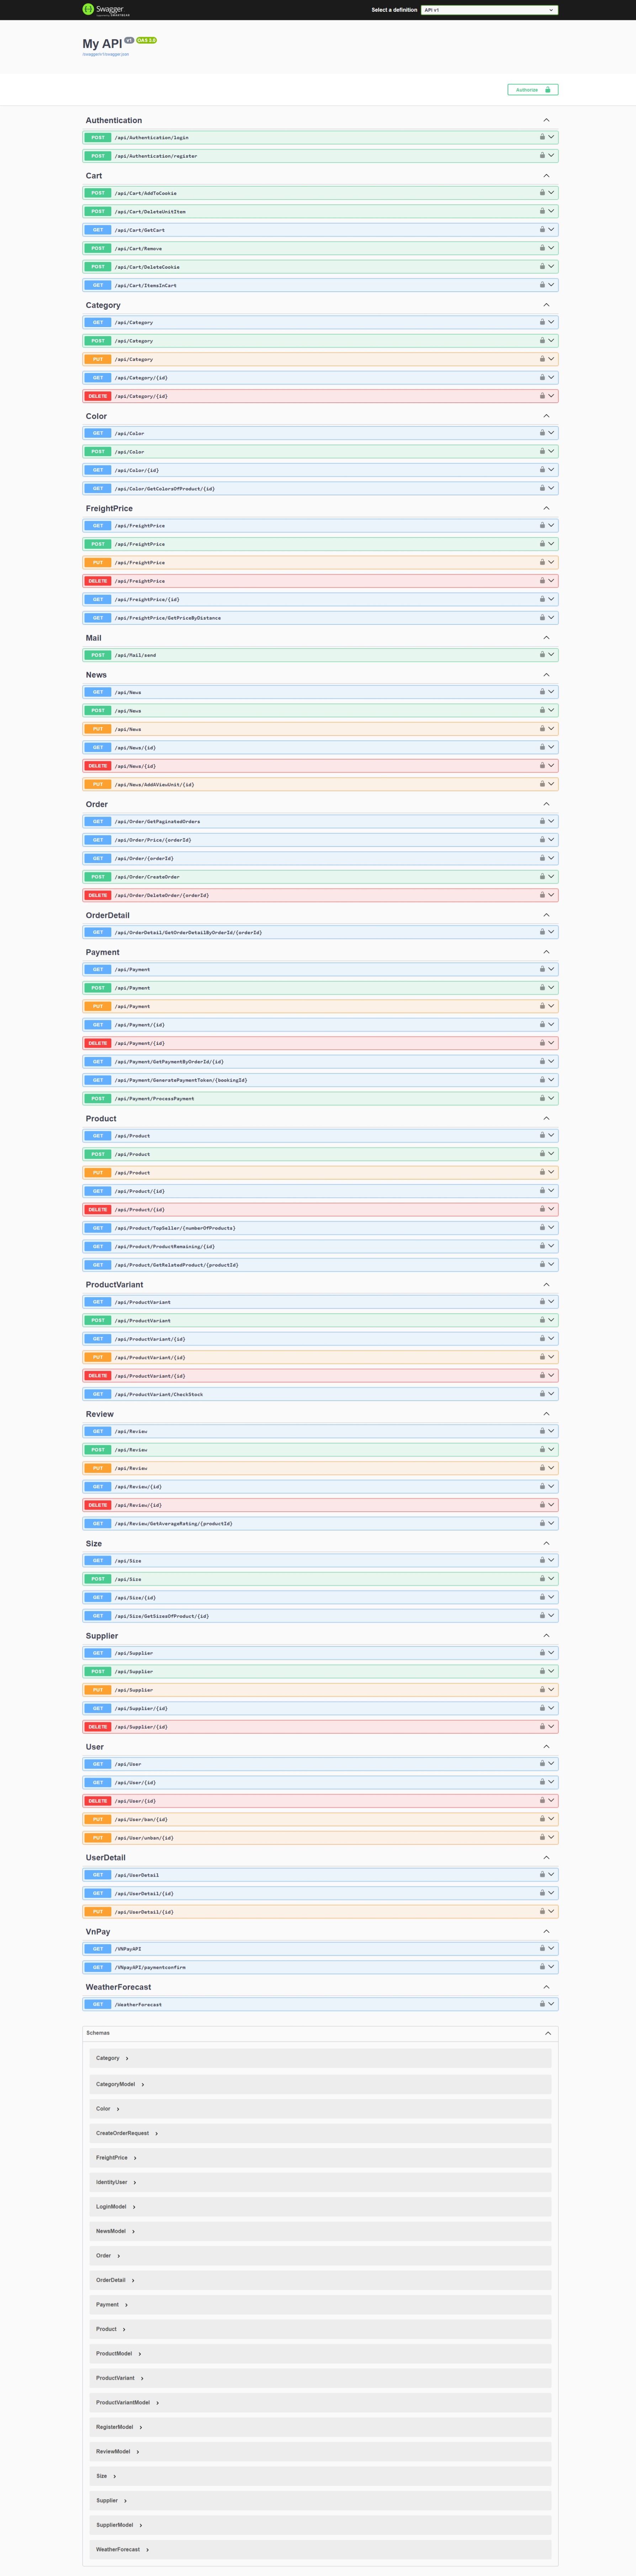 Swagger
Supported by SMARTBEAR
Select a definition
API v1
My API v1 OAS 3.0
/swagger/v1/swagger.json
Authorize
Authentication
POST /api/Authentication/login
POST /api/Authentication/register
Cart
POST /api/Cart/AddToCookie
POST /api/Cart/DeleteUnitItem
GET /api/Cart/GetCart
POST /api/Cart/Remove
POST /api/Cart/DeleteCookie
GET /api/Cart/ItemsInCart
Category
GET /api/Category
POST /api/Category
PUT /api/Category
GET /api/Category/{id}
DELETE /api/Category/{id}
Color
GET /api/Color
POST /api/Color
GET /api/Color/{id}
GET /api/Color/GetColorsOfProduct/{id}
FreightPrice
GET /api/FreightPrice
POST /api/FreightPrice
PUT /api/FreightPrice
DELETE /api/FreightPrice
GET /api/FreightPrice/{id}
GET /api/FreightPrice/GetPriceByDistance
Mail
POST /api/Mail/send
News
GET /api/News
POST /api/News
PUT /api/News
GET /api/News/{id}
DELETE /api/News/{id}
PUT /api/News/AddAViewUnit/{id}
Order
GET /api/Order/GetPaginatedOrders
GET /api/Order/Price/{orderId}
GET /api/Order/{orderId}
POST /api/Order/CreateOrder
DELETE /api/Order/DeleteOrder/{orderId}
OrderDetail
GET /api/OrderDetail/GetOrderDetailByOrderId/{orderId}
Payment
GET /api/Payment
POST /api/Payment
PUT /api/Payment
GET /api/Payment/{id}
DELETE /api/Payment/{id}
GET /api/Payment/GetPaymentByOrderId/{id}
GET /api/Payment/GeneratePaymentToken/{bookingId}
POST /api/Payment/ProcessPayment
Product
GET /api/Product
POST /api/Product
PUT /api/Product
GET /api/Product/{id}
DELETE /api/Product/{id}
GET /api/Product/TopSeller/{numberOfProducts}
GET /api/Product/ProductRemaining/{id}
GET /api/Product/GetRelatedProduct/{productId}
ProductVariant
GET /api/ProductVariant
POST /api/ProductVariant
GET /api/ProductVariant/{id}
PUT /api/ProductVariant/{id}
DELETE /api/ProductVariant/{id}
GET /api/ProductVariant/CheckStock
Review
GET /api/Review
POST /api/Review
PUT /api/Review
GET /api/Review/{id}
DELETE /api/Review/{id}
GET /api/Review/GetAverageRating/{productId}
Size
GET /api/Size
POST /api/Size
GET /api/Size/{id}
GET /api/Size/GetSizesOfProduct/{id}
Supplier
GET /api/Supplier
POST /api/Supplier
PUT /api/Supplier
GET /api/Supplier/{id}
DELETE /api/Supplier/{id}
User
GET /api/User
GET /api/User/{id}
DELETE /api/User/{id}
PUT /api/User/ban/{id}
PUT /api/User/unban/{id}
UserDetail
GET /api/UserDetail
GET /api/UserDetail/{id}
PUT /api/UserDetail/{id}
VnPay
GET /VNPayAPI
GET /VNpayAPI/paymentconfirm
WeatherForecast
GET /WeatherForecast
Schemas
Category
CategoryModel
Color
CreateOrderRequest
FreightPrice
IdentityUser
LoginModel
NewsModel
Order
OrderDetail
Payment
Product
ProductModel
ProductVariant
ProductVariantModel
RegisterModel
ReviewModel
Size
Supplier
SupplierModel
WeatherForecast